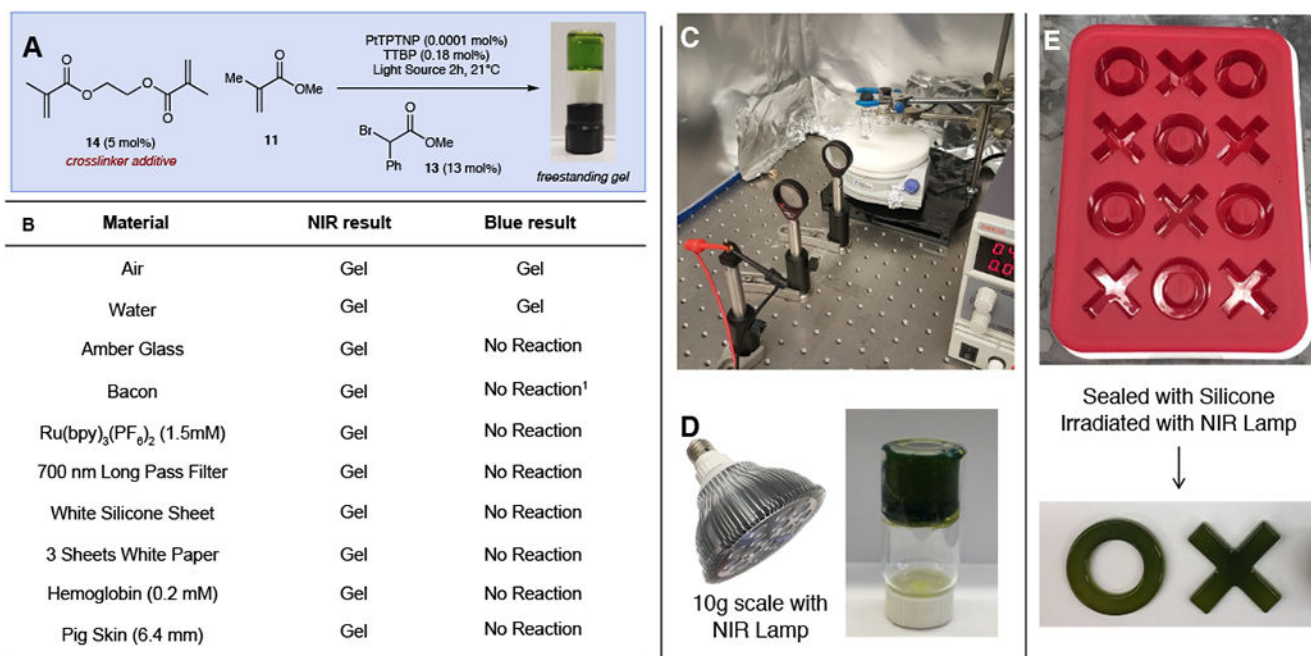 A
PtTPTNP (0.0001 mol%)
TTBP (0.18 mol%)
Light Source 2h, 21°C
O
O
O
O
14 (5 mol%)
crosslinker additive
Me
O
OMe
11
O
Br
OMe
Ph
13 (13 mol%)
freestanding gel
B Material NIR result Blue result
Air Gel Gel
Water Gel Gel
Amber Glass Gel No Reaction
Bacon Gel No Reaction¹
Ru(bpy)₃(PF₆)₂ (1.5mM) Gel No Reaction
700 nm Long Pass Filter Gel No Reaction
White Silicone Sheet Gel No Reaction
3 Sheets White Paper Gel No Reaction
Hemoglobin (0.2 mM) Gel No Reaction
Pig Skin (6.4 mm) Gel No Reaction
C
D
10g scale with
NIR Lamp
E
Sealed with Silicone
Irradiated with NIR Lamp